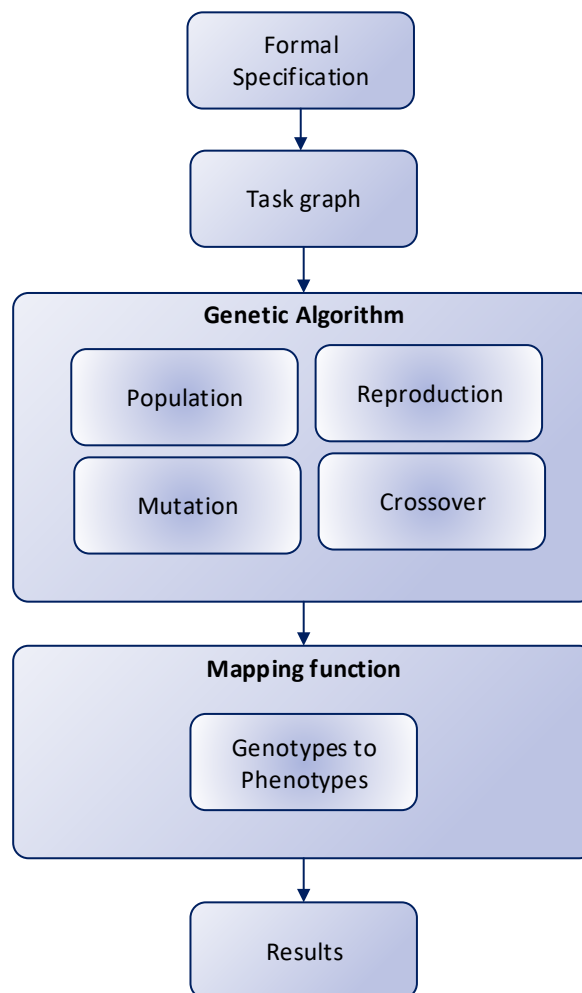 Formal
Specification
Task graph
Genetic Algorithm
Population
Reproduction
Mutation
Crossover
Mapping function
Genotypes to
Phenotypes
Results